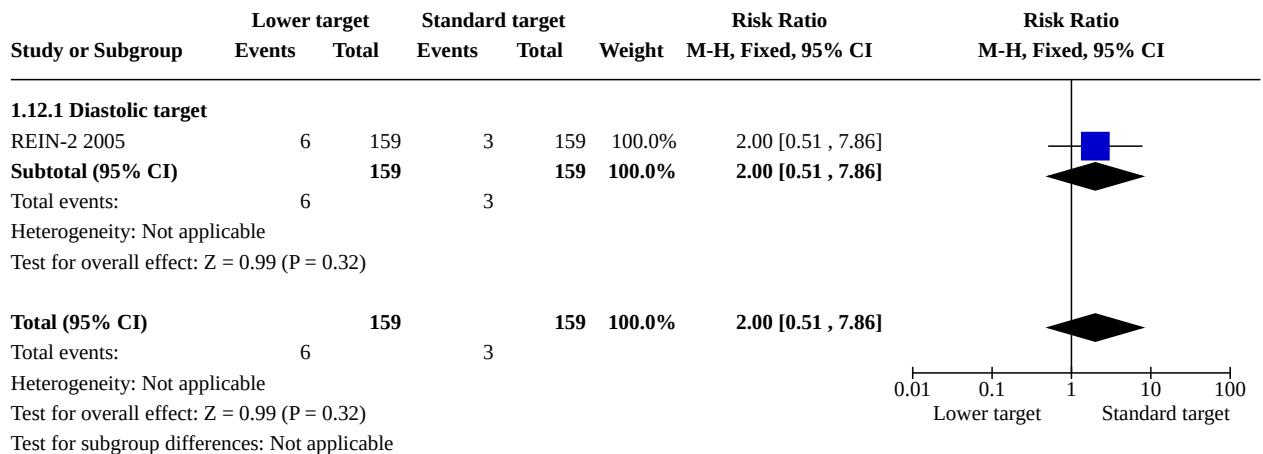 Lower target Standard target Risk Ratio Risk Ratio
Study or Subgroup Events Total Events Total Weight M-H, Fixed, 95% CI M-H, Fixed, 95% CI
1.12.1 Diastolic target
REIN-2 2005 6 159 3 159 100.0% 2.00 [0.51 , 7.86]
Subtotal (95% CI) 159 159 100.0% 2.00 [0.51 , 7.86]
Total events: 6 3
Heterogeneity: Not applicable
Test for overall effect: Z = 0.99 (P = 0.32)
Total (95% CI) 159 159 100.0% 2.00 [0.51 , 7.86]
Total events: 6 3
Heterogeneity: Not applicable
0.01 0.1 1 10 100
Test for overall effect: Z = 0.99 (P = 0.32) Lower target Standard target
Test for subgroup differences: Not applicable